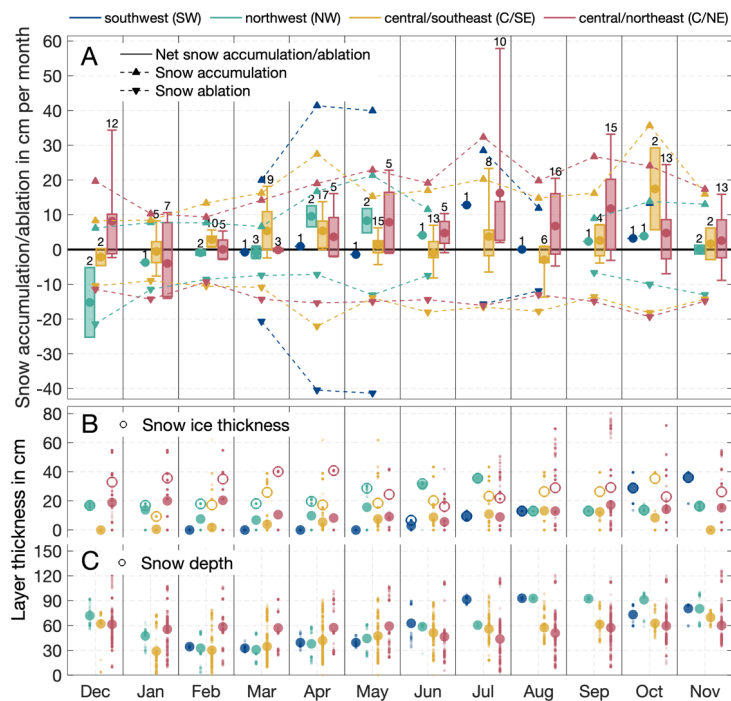 southwest (SW) northwest (NW) central/southeast (C/SE) central/northeast (C/NE)
A
Net snow accumulation/ablation
Snow accumulation
Snow ablation
Snow accumulation/ablation in cm per month
60
50
40
30
20
10
0
-10
-20
-30
-40
2 2 12
1 5 7
2 10 5
1 3 9 3
1 2 17 5
1 2 15 5
1 13 5
1 8 10
1 6 16
1 4 15
1 1 2 24
2 2 13
B
Snow ice thickness
Layer thickness in cm
80
60
40
20
0
C
Snow depth
150
120
90
60
30
0
Dec Jan Feb Mar Apr May Jun Jul Aug Sep Oct Nov